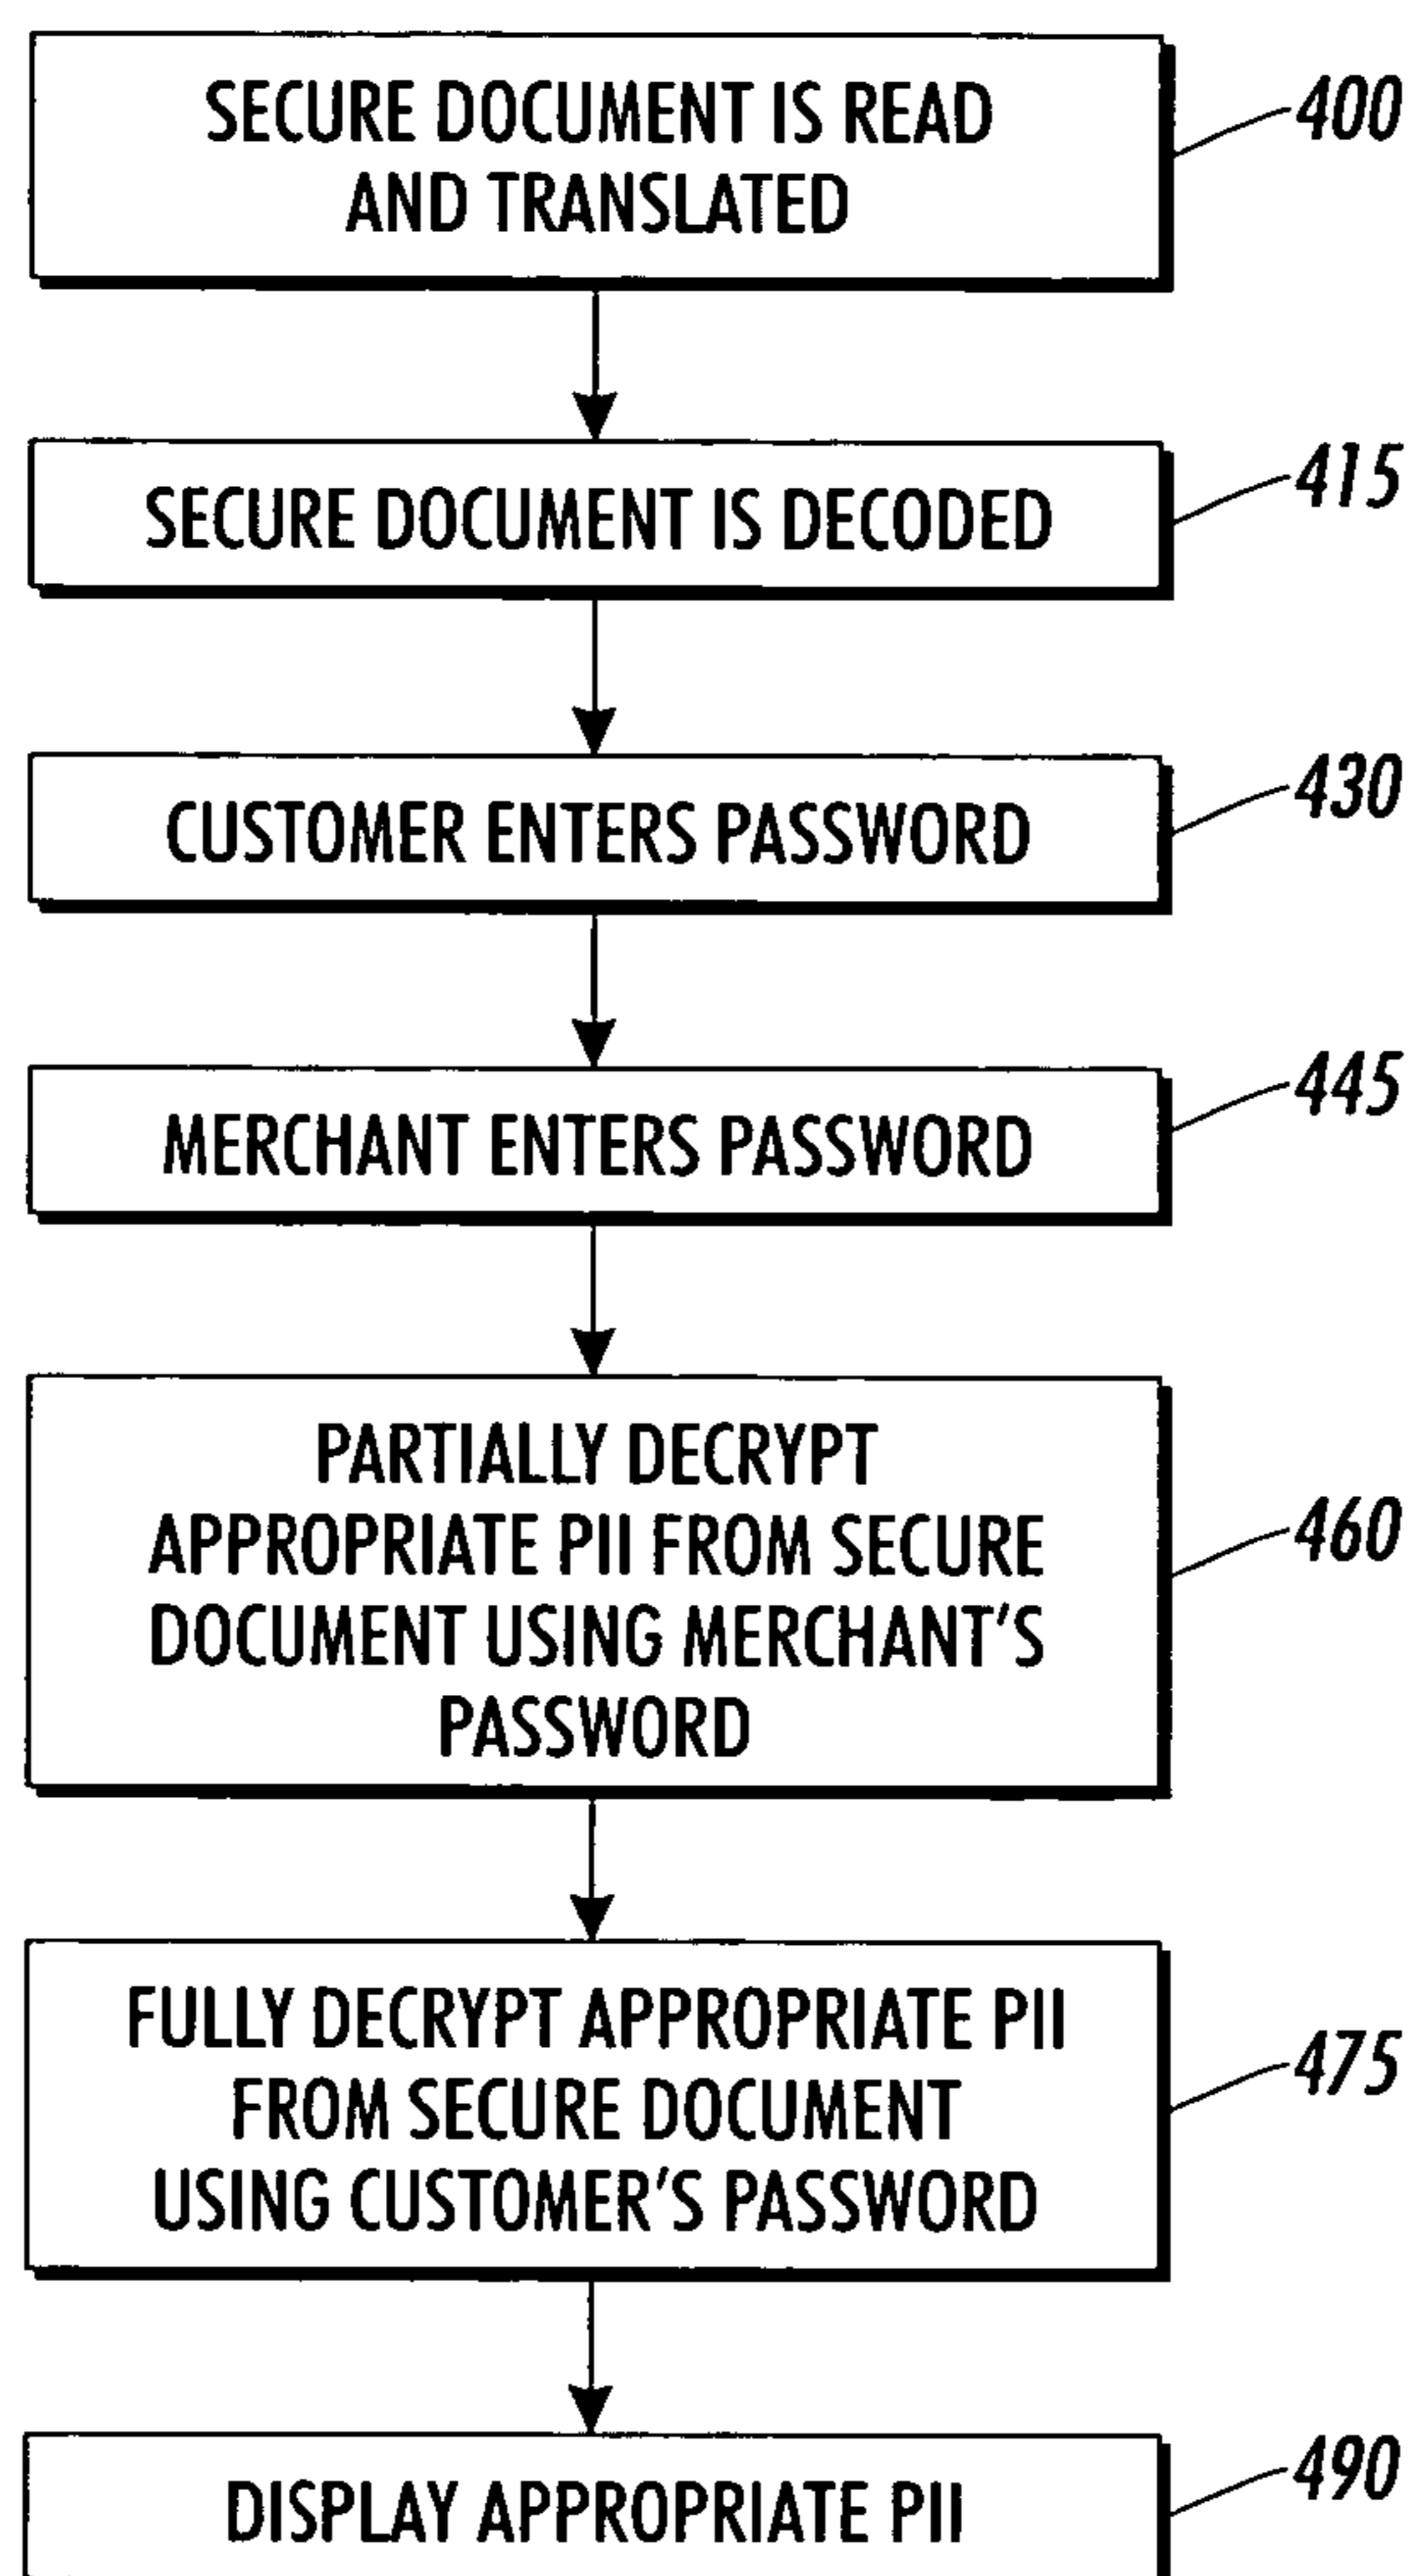 SECURE DOCUMENT IS READ
AND TRANSLATED
400
SECURE DOCUMENT IS DECODED
415
CUSTOMER ENTERS PASSWORD
430
MERCHANT ENTERS PASSWORD
445
PARTIALLY DECRYPT
APPROPRIATE PII FROM SECURE
DOCUMENT USING MERCHANT'S
PASSWORD
460
FULLY DECRYPT APPROPRIATE PII
FROM SECURE DOCUMENT
USING CUSTOMER'S PASSWORD
475
DISPLAY APPROPRIATE PII
490